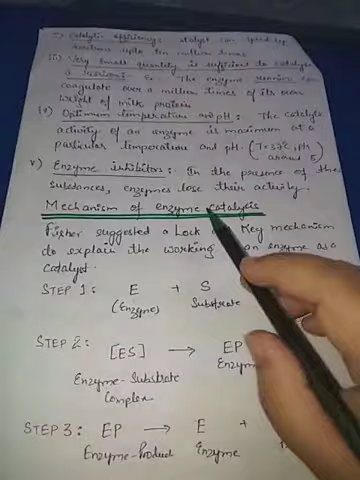 ii) Catalytic efficiency: Catalyst can speed up
reactions upto ten million times
iii) Very small quantity is sufficient to catalyse
a reaction: Ex. The enzyme rennin can
coagulate over a million times of its own
weight of milk protein
iv) Optimum temperature and pH: The catalytic
activity of an enzyme is maximum at a
particular temperature and pH. (T=37°C, pH
around 5)
v) Enzyme inhibitors: In the presence of the
substances, enzymes lose their activity.
Mechanism of enzyme catalysis
Fisher suggested a Lock Key mechanism
to explain the working an enzyme as a
catalyst.
STEP 1: E + S
(Enzyme) Substrate
STEP 2: [ES] → EP
Enzyme-Substrate Enzym
Complex
STEP 3: EP → E +
Enzyme-Product Enzyme